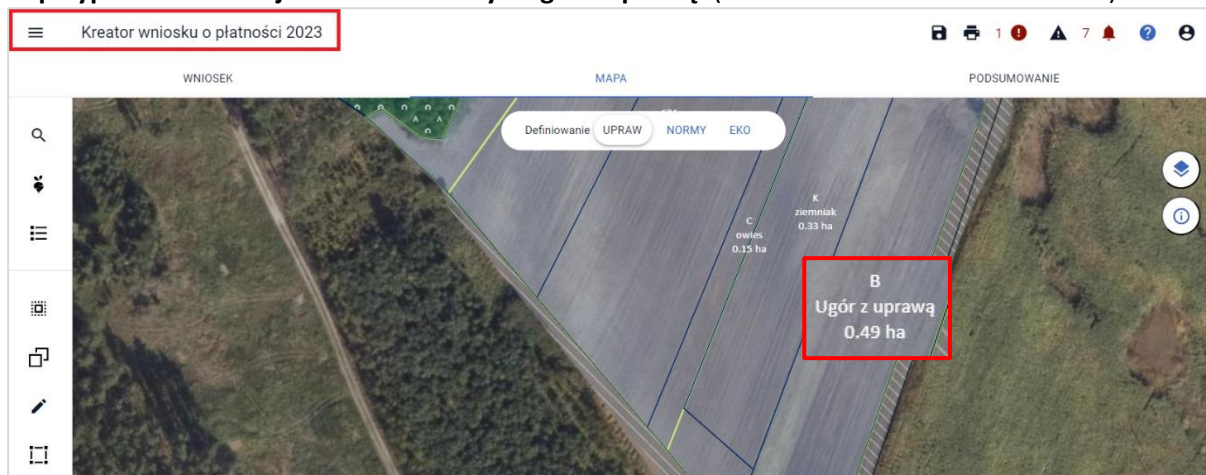 Kreator wniosku o płatności 2023
1
7
WNIOSEK
MAPA
PODSUMOWANIE
Definiowanie UPRAW NORMY EKO
K
ziemniak
0.33 ha
C
owies
0.15 ha
B
Ugór z uprawą
0.49 ha